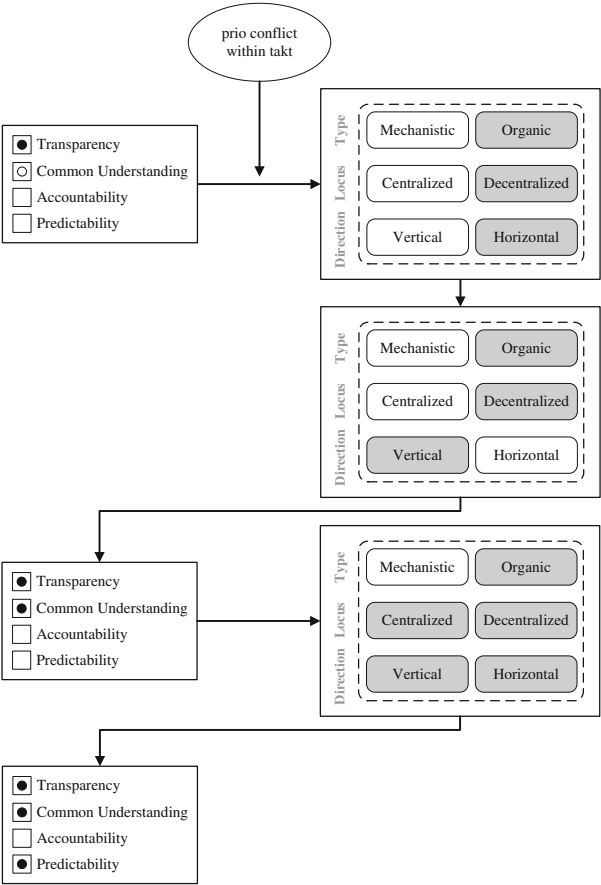 prio conflict
within takt
Transparency
Common Understanding
Accountability
Predictability
Type
Mechanistic
Organic
Locus
Centralized
Decentralized
Direction
Vertical
Horizontal
Type
Mechanistic
Organic
Locus
Centralized
Decentralized
Direction
Vertical
Horizontal
Transparency
Common Understanding
Accountability
Predictability
Type
Mechanistic
Organic
Locus
Centralized
Decentralized
Direction
Vertical
Horizontal
Transparency
Common Understanding
Accountability
Predictability